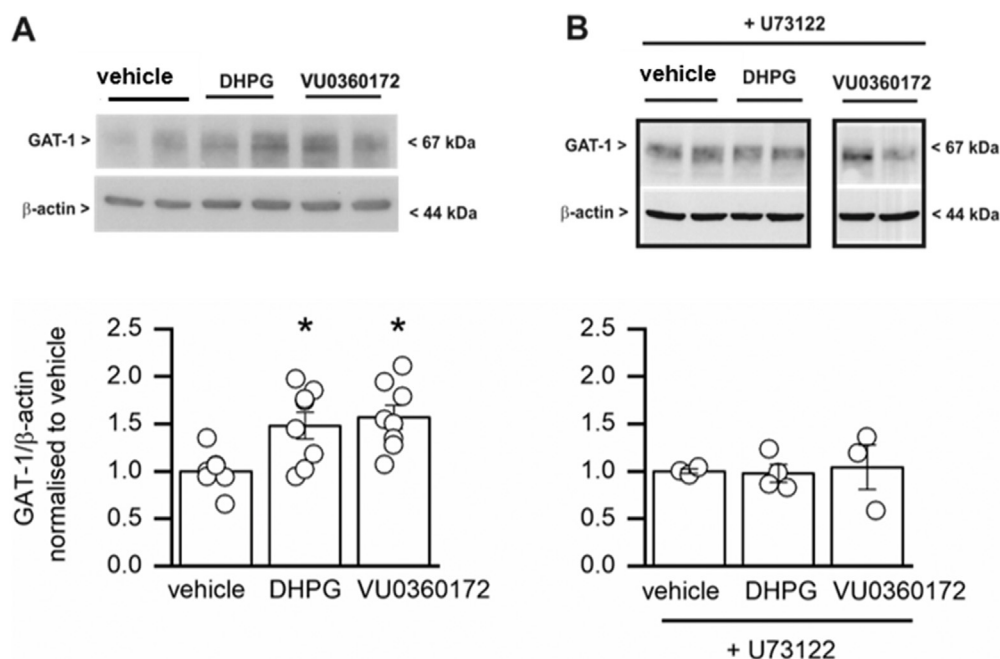 A
vehicle DHPG VU0360172
GAT-1 > < 67 kDa
β-actin > < 44 kDa
GAT-1/β-actin
normalised to vehicle
2.5
2.0
1.5
1.0
0.5
0.0
* *
vehicle DHPG VU0360172
B
+ U73122
vehicle DHPG VU0360172
GAT-1 > < 67 kDa
β-actin > < 44 kDa
2.5
2.0
1.5
1.0
0.5
0.0
vehicle DHPG VU0360172
+ U73122